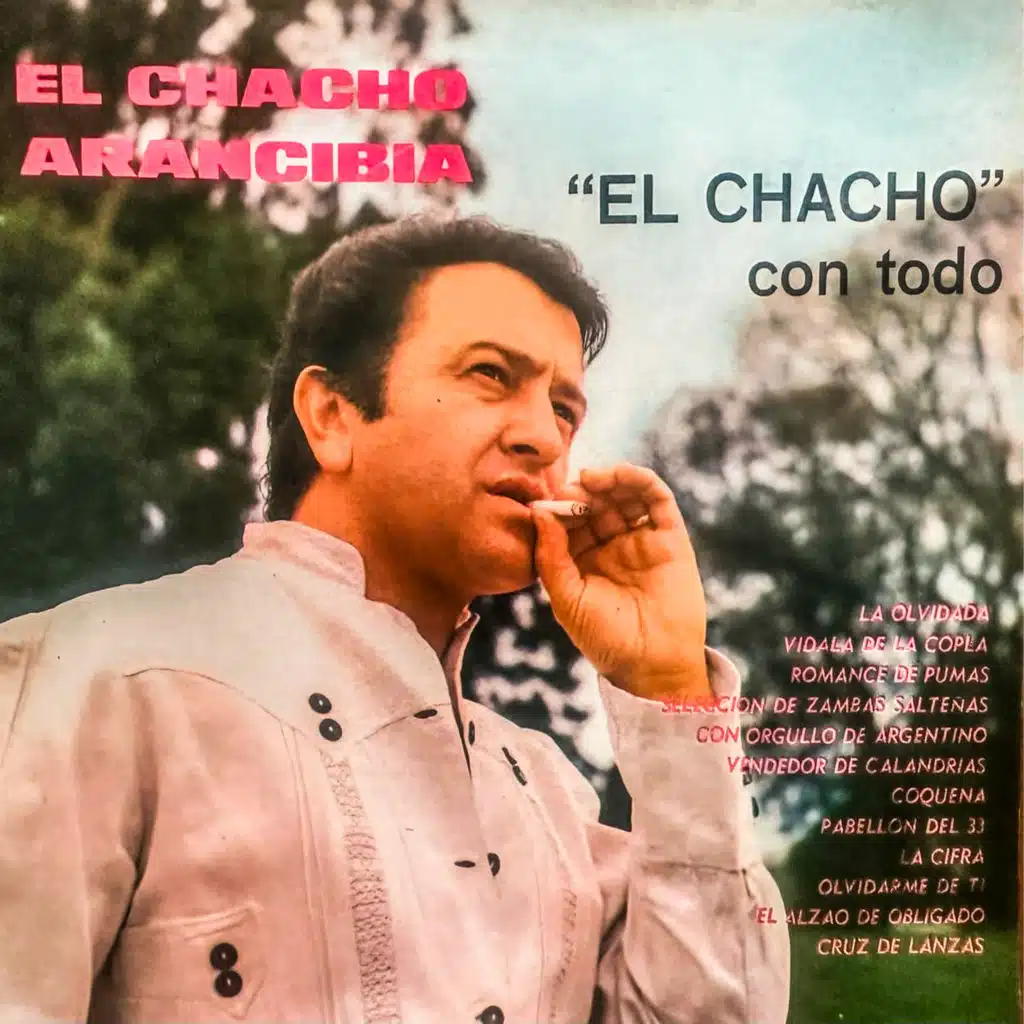 EL CHACHO
ARANCIBIA
“EL CHACHO”
con todo
LA OLVIDADA
VIDALA DE LA COPLA
ROMANCE DE PUMAS
SELECCION DE ZAMBAS SALTEÑAS
CON ORGULLO DE ARGENTINO
VENDEDOR DE CALANDRIAS
COQUENA
PABELLON DEL 33
LA CIFRA
OLVIDARME DE TI
EL ALZAO DE OBLIGADO
CRUZ DE LANZAS